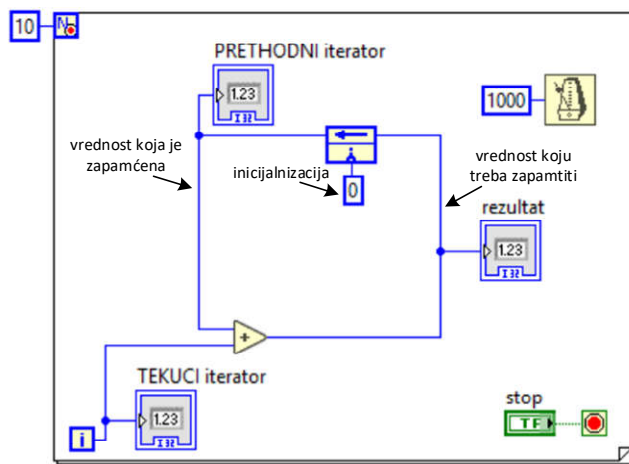 10
N
PRETHODNI iterator
1.23
I32
1000
vrednost koja je
zapamćena
inicijalnizacija
0
vrednost koju
treba zapamtiti
rezultat
1.23
I32
+
TEKUCI iterator
1.23
I32
i
stop
TF